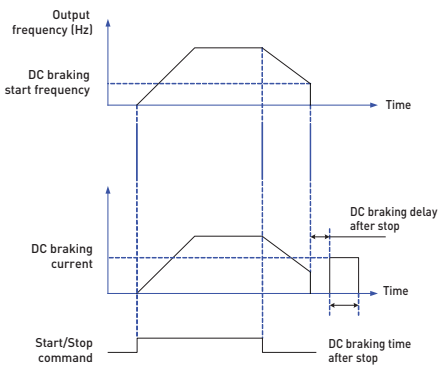 Output
frequency (Hz)
DC braking
start frequency
Time
DC braking delay
after stop
DC braking
current
Time
Start/Stop
command
DC braking time
after stop